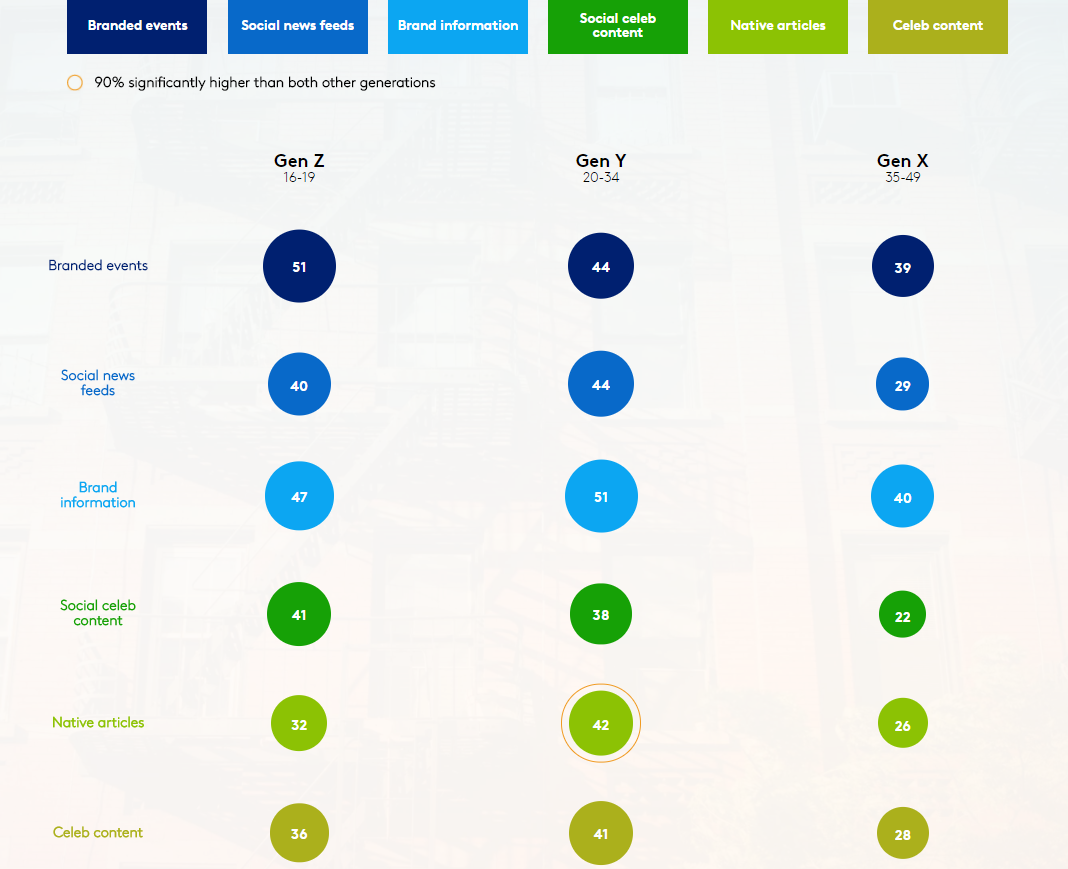 Branded events
Social news feeds
Brand information
Social celeb
content
Native articles
Celeb content
90% significantly higher than both other generations
Gen Z
16-19
Gen Y
20-34
Gen X
35-49
Branded events
51
44
39
Social news
feeds
40
44
29
Brand
information
47
51
40
Social celeb
content
41
38
22
Native articles
32
42
26
Celeb content
36
41
28